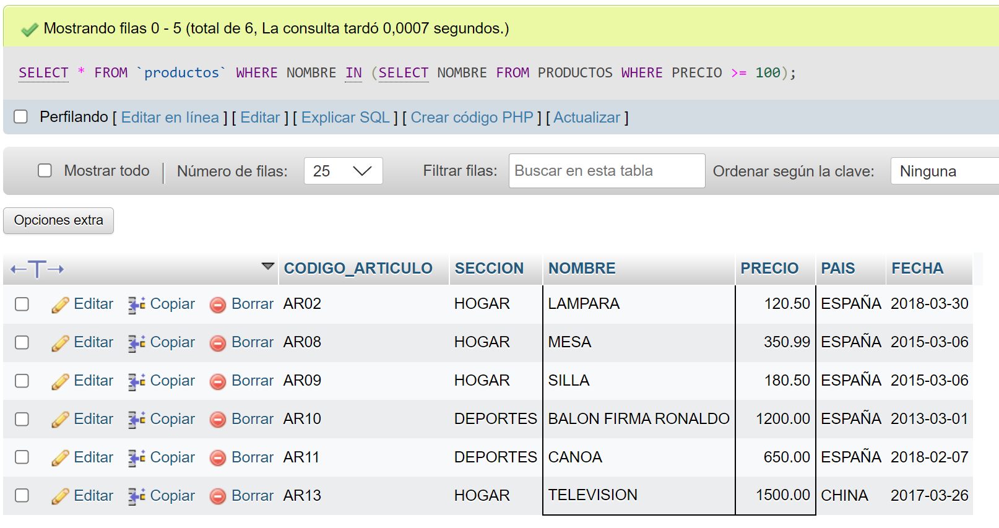 Mostrando filas 0 - 5 (total de 6, La consulta tardó 0,0007 segundos.)
SELECT * FROM `productos` WHERE NOMBRE IN (SELECT NOMBRE FROM PRODUCTOS WHERE PRECIO >= 100);
Perfilando [ Editar en línea ] [ Editar ] [ Explicar SQL ] [ Crear código PHP ] [ Actualizar ]
Mostrar todo Número de filas: 25 Filtrar filas: Buscar en esta tabla Ordenar según la clave: Ninguna
Opciones extra
←T→ CODIGO_ARTICULO SECCION NOMBRE PRECIO PAIS FECHA
Editar Copiar Borrar AR02 HOGAR LAMPARA 120.50 ESPAÑA 2018-03-30
Editar Copiar Borrar AR08 HOGAR MESA 350.99 ESPAÑA 2015-03-06
Editar Copiar Borrar AR09 HOGAR SILLA 180.50 ESPAÑA 2015-03-06
Editar Copiar Borrar AR10 DEPORTES BALON FIRMA RONALDO 1200.00 ESPAÑA 2013-03-01
Editar Copiar Borrar AR11 DEPORTES CANOA 650.00 ESPAÑA 2018-02-07
Editar Copiar Borrar AR13 HOGAR TELEVISION 1500.00 CHINA 2017-03-26